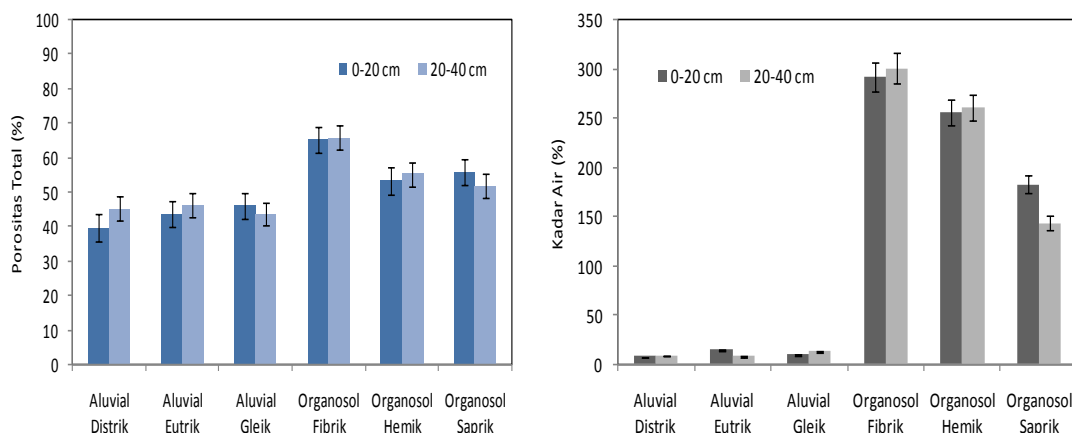 Porositas Total (%)
100
90
80
70
60
50
40
30
20
10
0
0-20 cm
20-40 cm
Aluvial Distrik
Aluvial Eutrik
Aluvial Gleik
Organosol Fibrik
Organosol Hemik
Organosol Saprik
Kadar Air (%)
350
300
250
200
150
100
50
0
0-20 cm
20-40 cm
Aluvial Distrik
Aluvial Eutrik
Aluvial Gleik
Organosol Fibrik
Organosol Hemik
Organosol Saprik